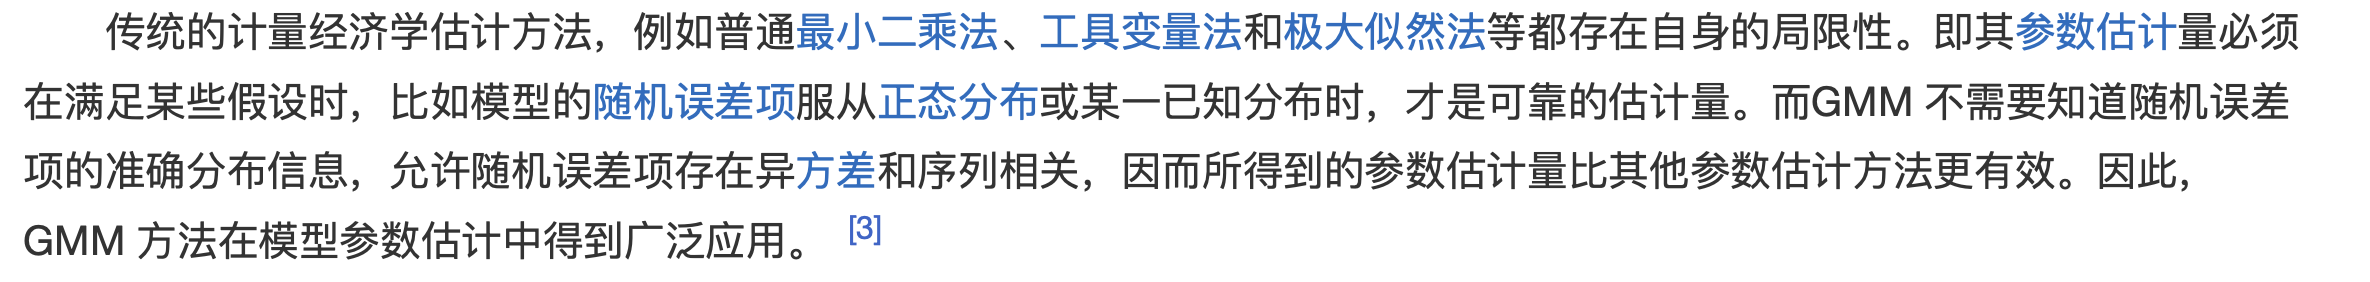 传统的计量经济学估计方法，例如普通最小二乘法、工具变量法和极大似然法等都存在自身的局限性。即其参数估计量必须
在满足某些假设时，比如模型的随机误差项服从正态分布或某一已知分布时，才是可靠的估计量。而GMM 不需要知道随机误差
项的准确分布信息，允许随机误差项存在异方差和序列相关，因而所得到的参数估计量比其他参数估计方法更有效。因此，
GMM 方法在模型参数估计中得到广泛应用。 [3]